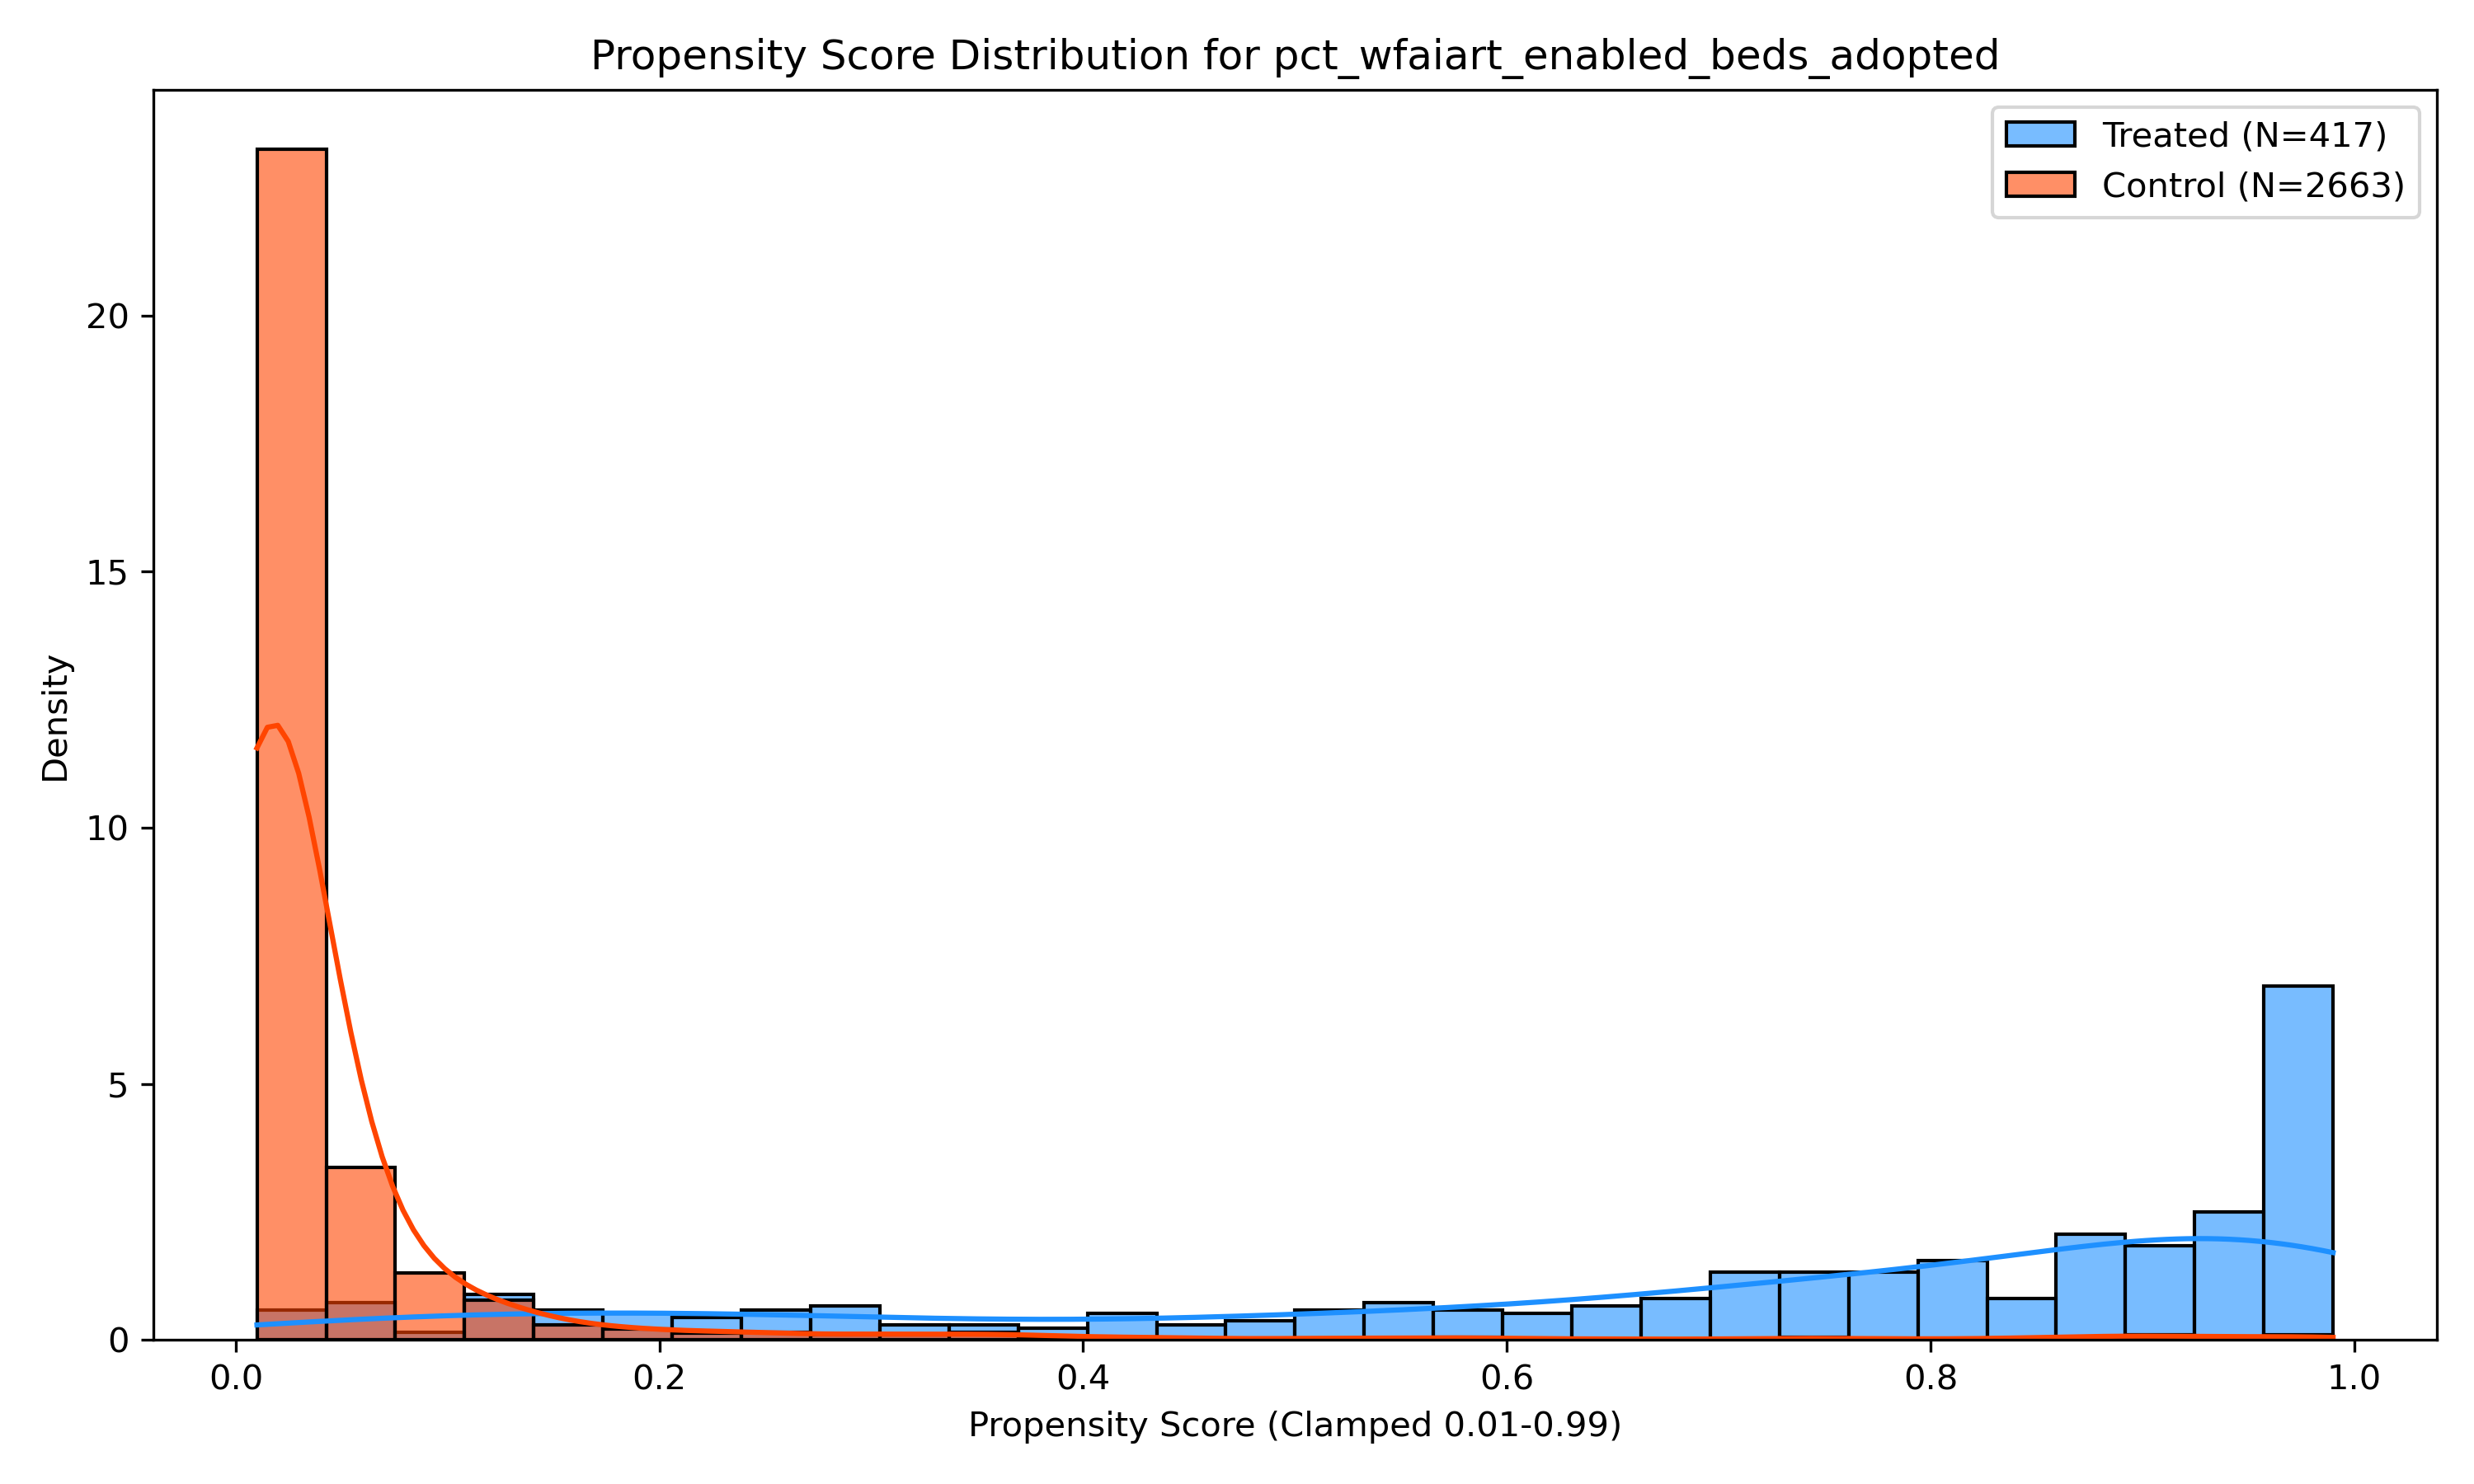 Propensity Score Distribution for pct_wfaiart_enabled_beds_adopted
Treated (N=417)
Control (N=2663)
20
15
10
5
0
Density
0.0 0.2 0.4 0.6 0.8 1.0
Propensity Score (Clamped 0.01-0.99)